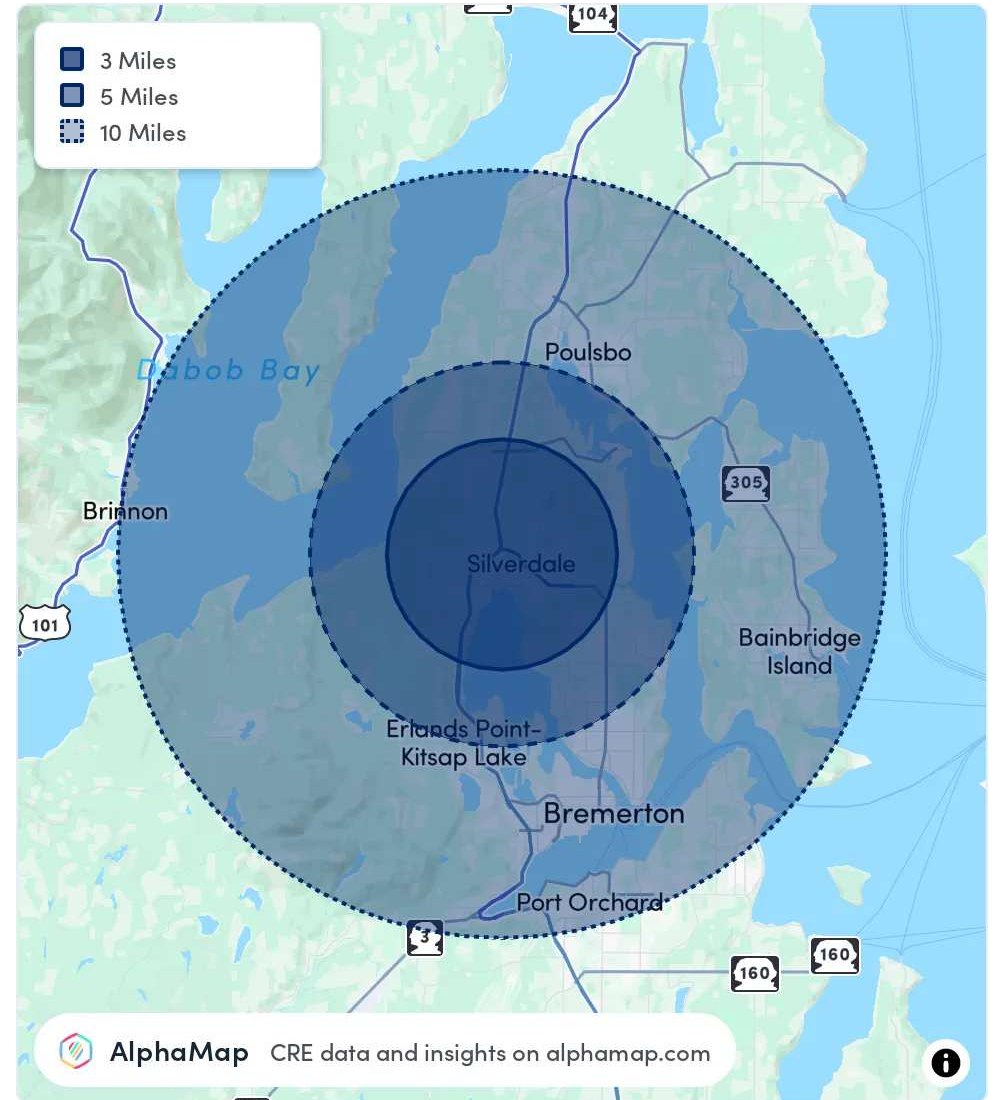 104
3 Miles
5 Miles
10 Miles
Poulsbo
Dabob Bay
305
Brinnon
Silverdale
101
Bainbridge
Island
Erlands Point-
Kitsap Lake
Bremerton
Port Orchard
3
160
160
AlphaMap CRE data and insights on alphamap.com